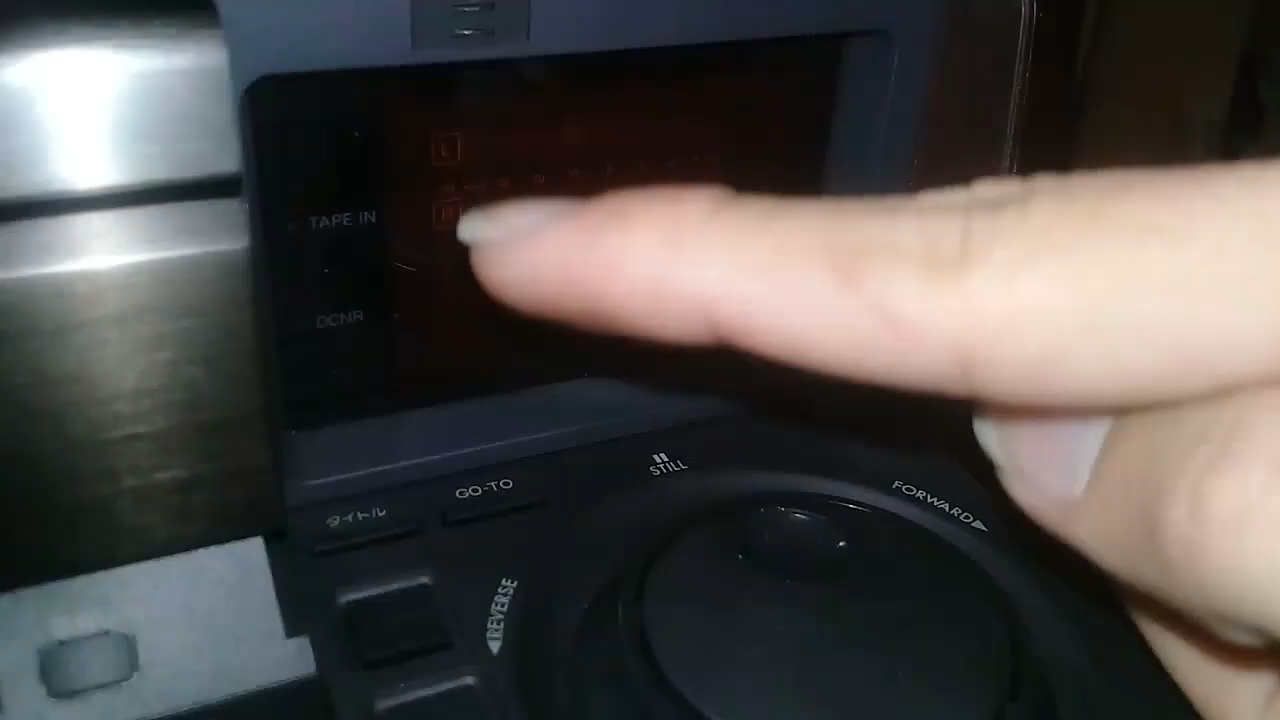 L
R
TAPE IN
DCNR
STILL
GO-TO
タイトル
FORWARD
REVERSE